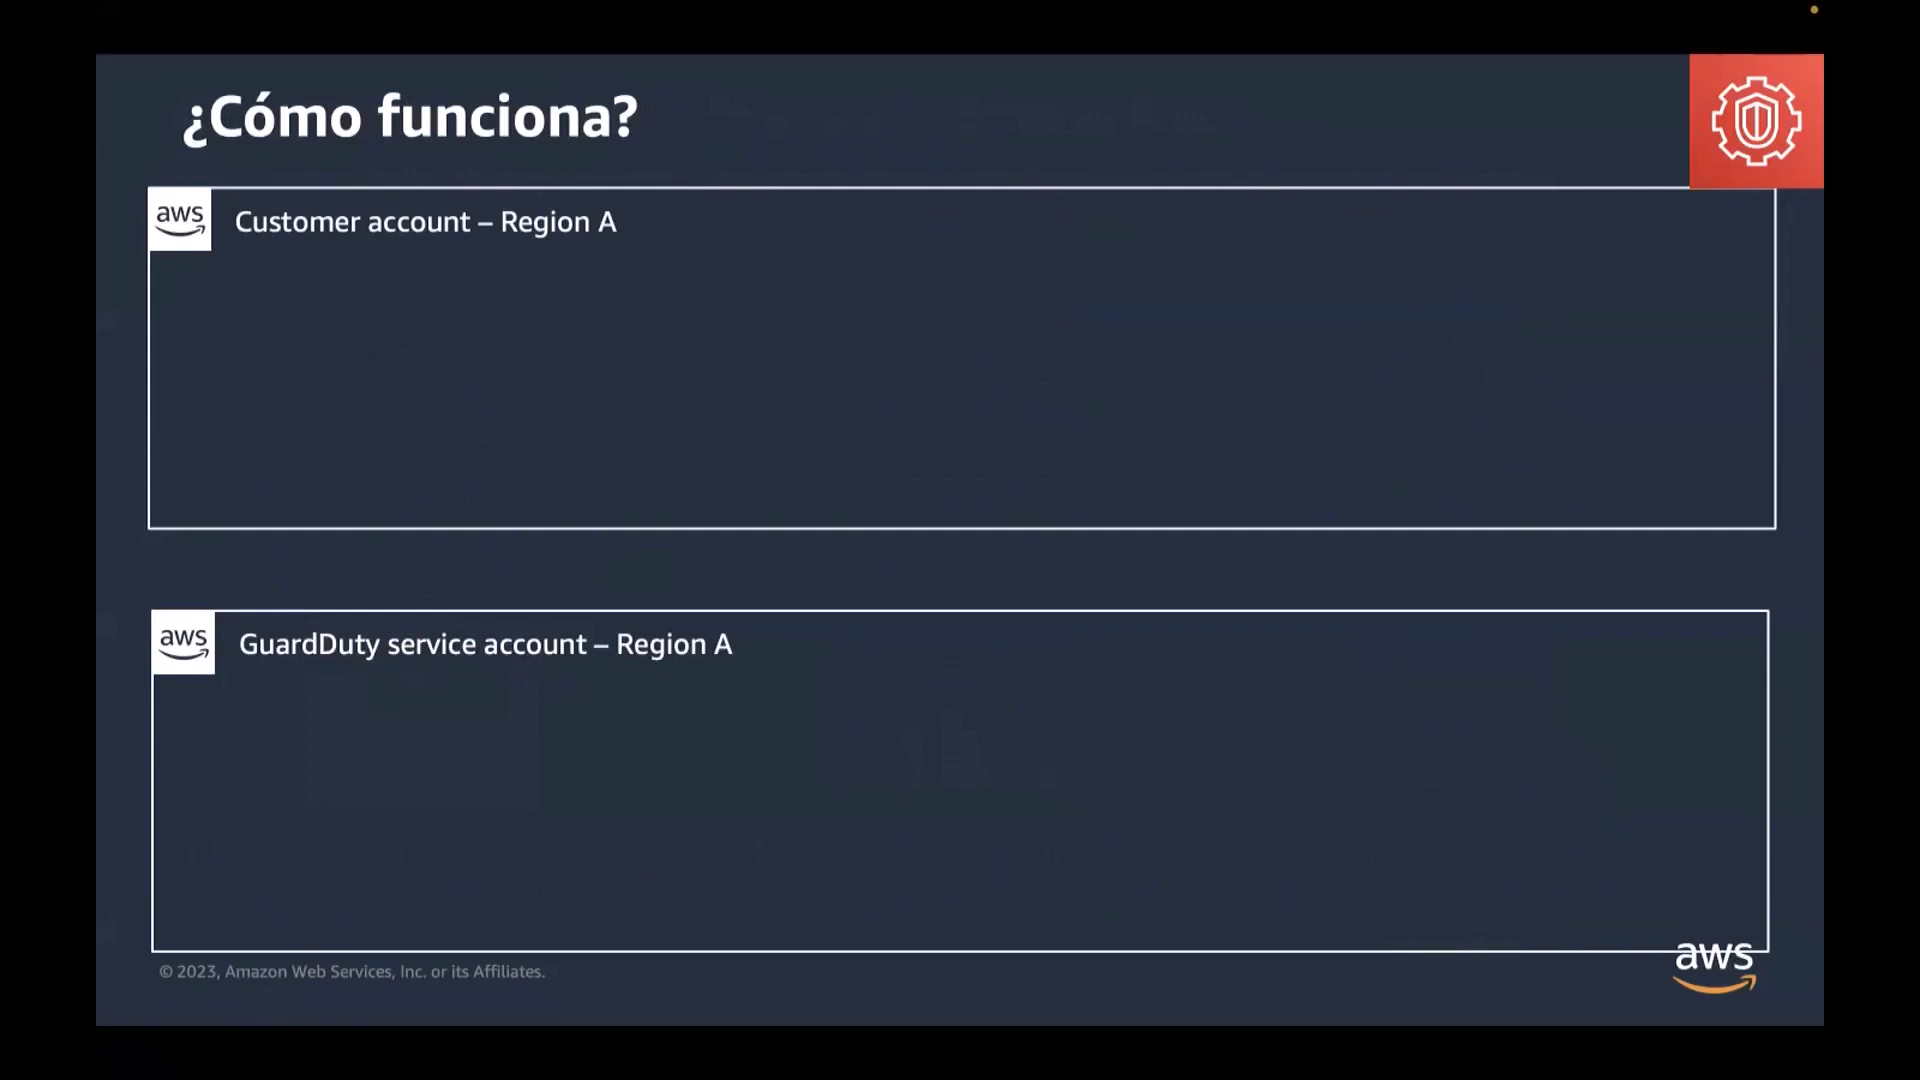 ¿Cómo funciona?
aws
Customer account – Region A
aws
GuardDuty service account – Region A
© 2023, Amazon Web Services, Inc. or its Affiliates.
aws